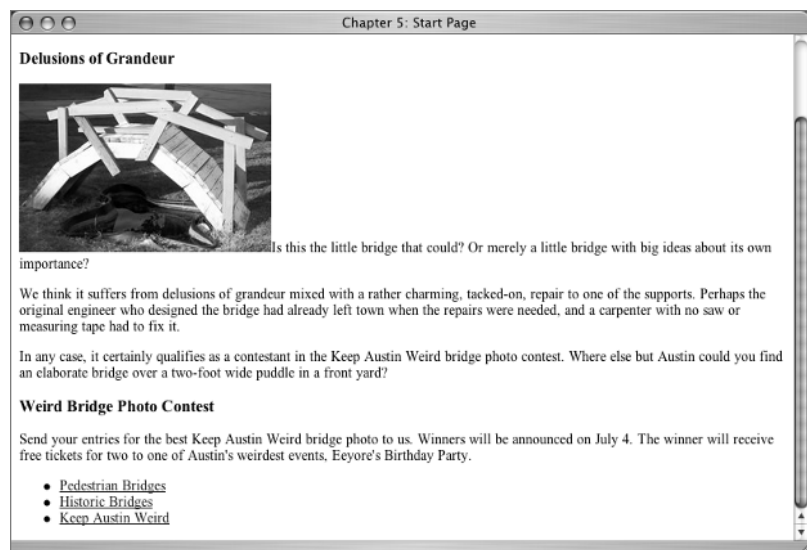 Chapter 5: Start Page
Delusions of Grandeur
Is this the little bridge that could? Or merely a little bridge with big ideas about its own
importance?
We think it suffers from delusions of grandeur mixed with a rather charming, tacked-on, repair to one of the supports. Perhaps the
original engineer who designed the bridge had already left town when the repairs were needed, and a carpenter with no saw or
measuring tape had to fix it.
In any case, it certainly qualifies as a contestant in the Keep Austin Weird bridge photo contest. Where else but Austin could you find
an elaborate bridge over a two-foot wide puddle in a front yard?
Weird Bridge Photo Contest
Send your entries for the best Keep Austin Weird bridge photo to us. Winners will be announced on July 4. The winner will receive
free tickets for two to one of Austin's weirdest events, Eeyore's Birthday Party.
• Pedestrian Bridges
• Historic Bridges
• Keep Austin Weird